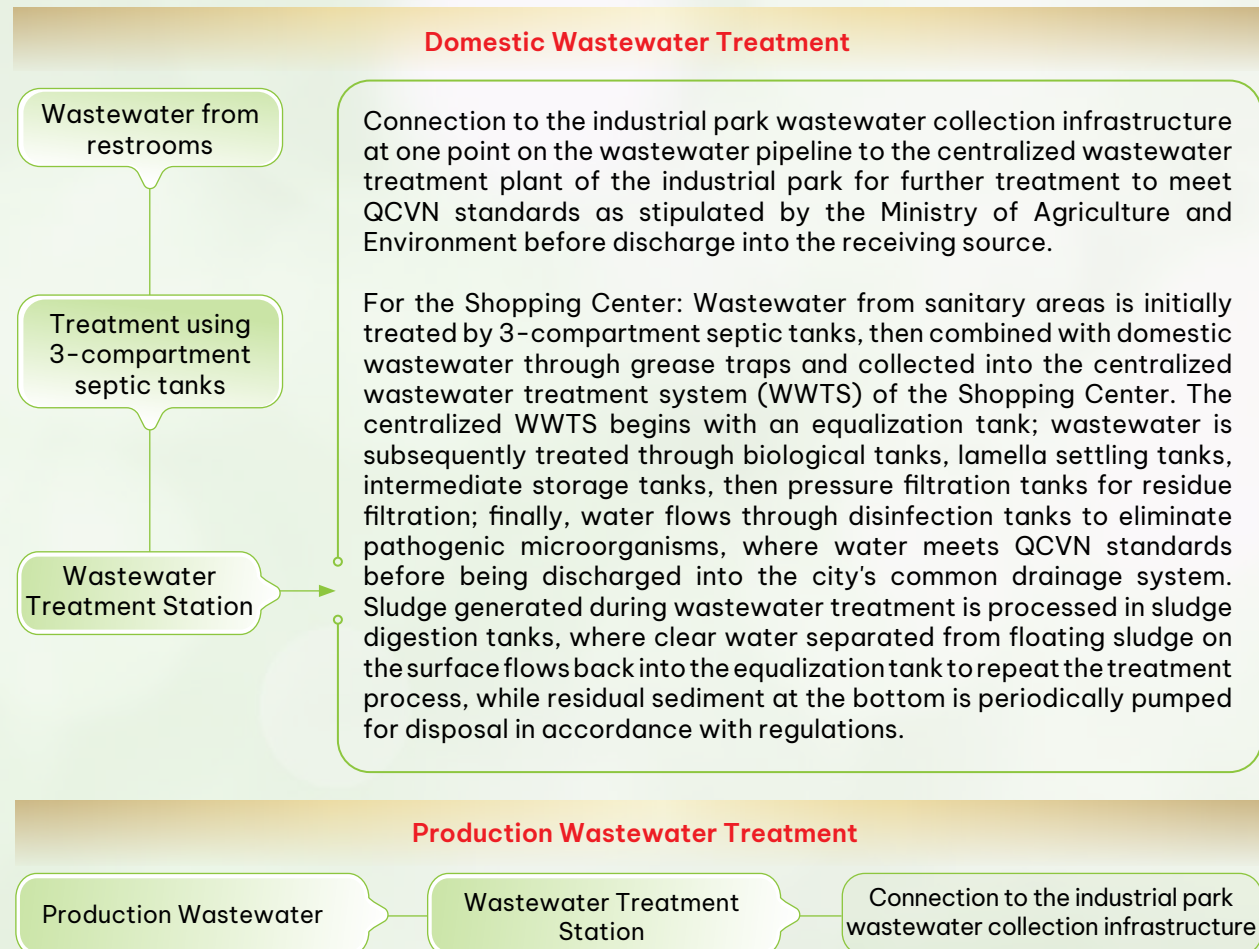 Domestic Wastewater Treatment
Wastewater from
restrooms
Treatment using
3-compartment
septic tanks
Wastewater
Treatment Station
Connection to the industrial park wastewater collection infrastructure
at one point on the wastewater pipeline to the centralized wastewater
treatment plant of the industrial park for further treatment to meet
QCVN standards as stipulated by the Ministry of Agriculture and
Environment before discharge into the receiving source.
For the Shopping Center: Wastewater from sanitary areas is initially
treated by 3-compartment septic tanks, then combined with domestic
wastewater through grease traps and collected into the centralized
wastewater treatment system (WWTS) of the Shopping Center. The
centralized WWTS begins with an equalization tank; wastewater is
subsequently treated through biological tanks, lamella settling tanks,
intermediate storage tanks, then pressure filtration tanks for residue
filtration; finally, water flows through disinfection tanks to eliminate
pathogenic microorganisms, where water meets QCVN standards
before being discharged into the city's common drainage system.
Sludge generated during wastewater treatment is processed in sludge
digestion tanks, where clear water separated from floating sludge on
the surface flows back into the equalization tank to repeat the treatment
process, while residual sediment at the bottom is periodically pumped
for disposal in accordance with regulations.
Production Wastewater Treatment
Production Wastewater
Wastewater Treatment
Station
Connection to the industrial park
wastewater collection infrastructure